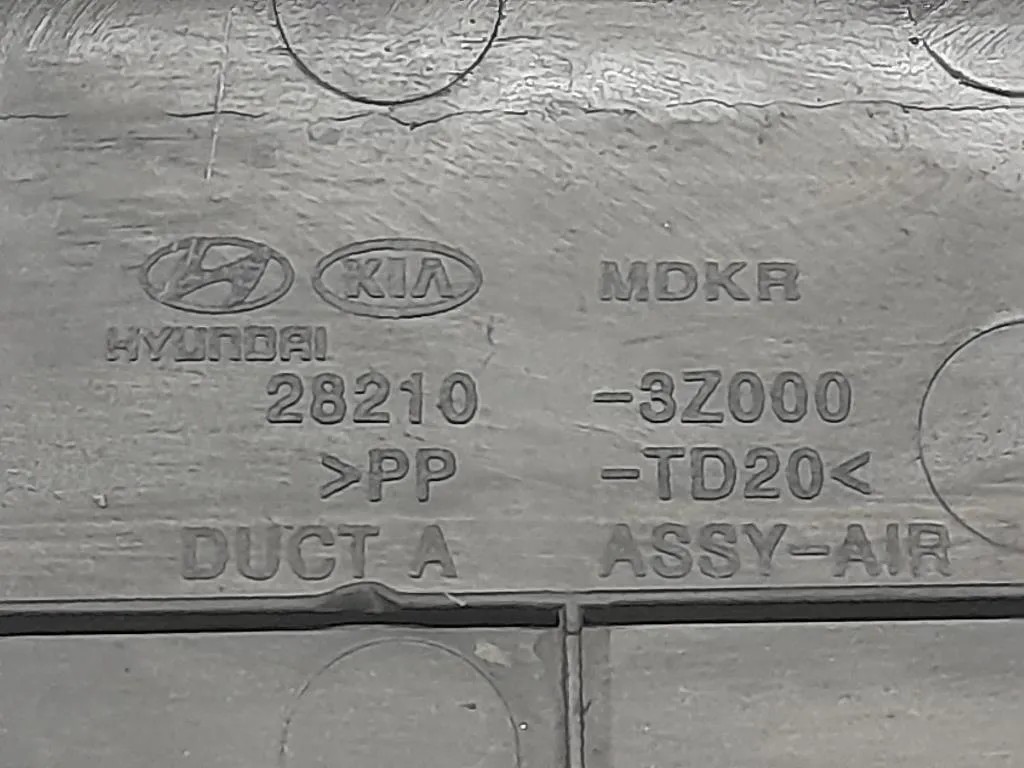 KIA MDKR
HYUNDAI
28210 -3Z000
>PP -TD20<
DUCT A ASSY-AIR